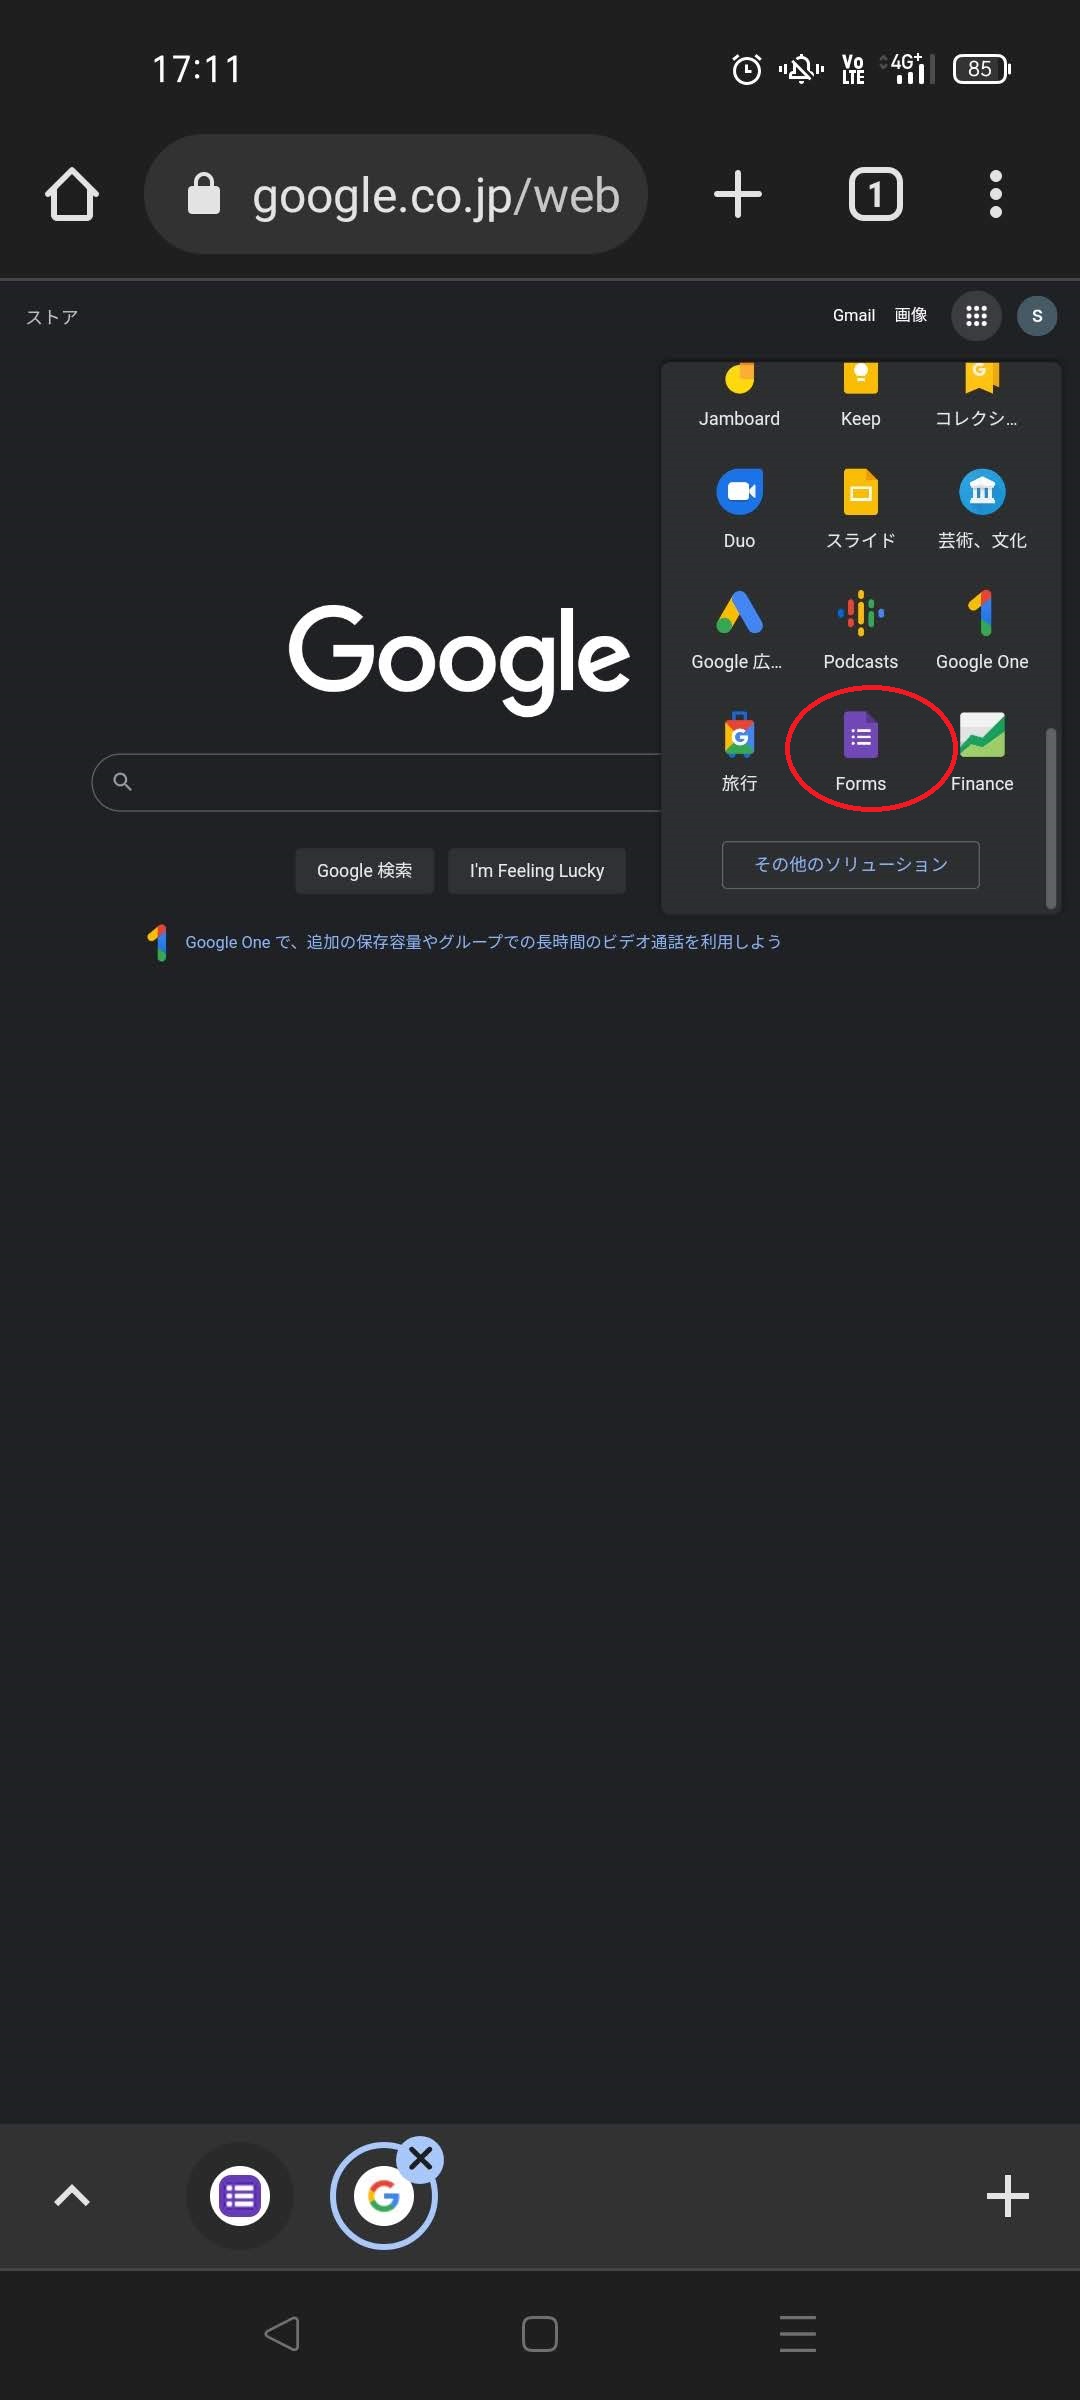 17:11
Vo LTE
4G+
85
google.co.jp/web
1
ストア
Gmail
画像
S
Jamboard
Keep
コレクシ...
Duo
スライド
芸術、文化
Google 広...
Podcasts
Google One
旅行
Forms
Finance
その他のソリューション
Google
Google 検索
I'm Feeling Lucky
Google One で、追加の保存容量やグループでの長時間のビデオ通話を利用しよう